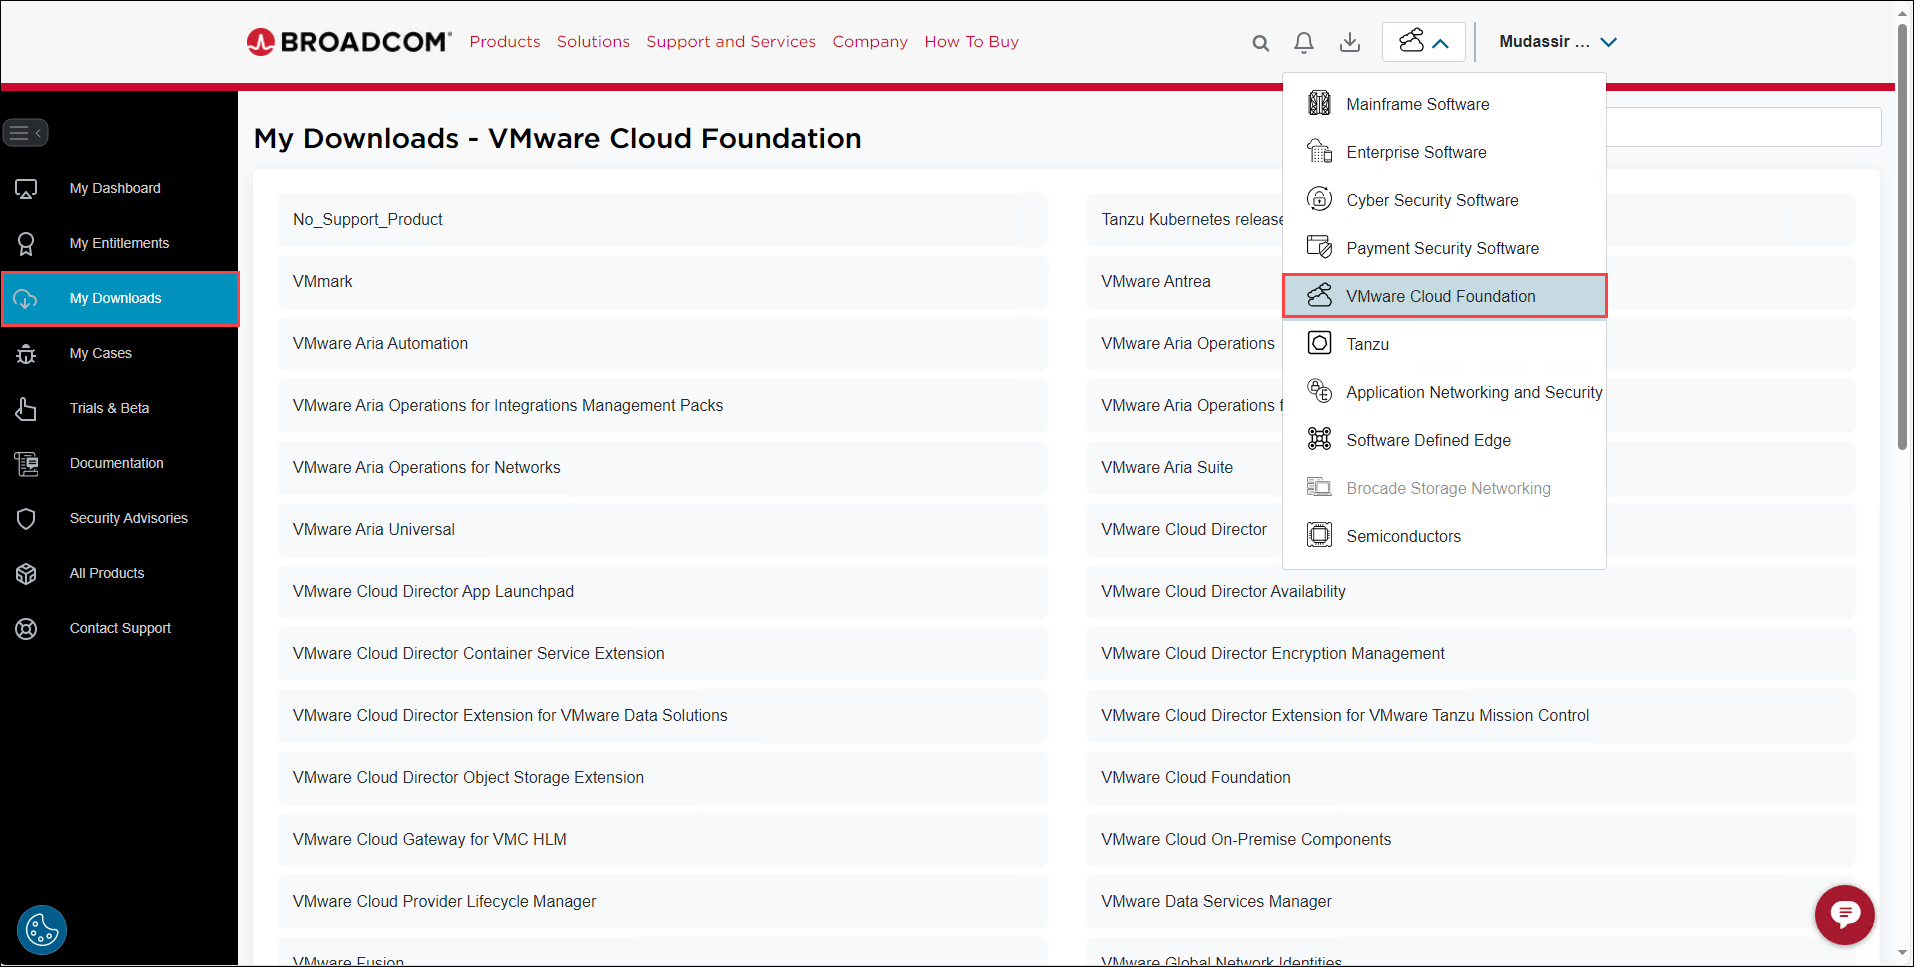 BROADCOM
Products Solutions Support and Services Company How To Buy
Mudassir ...
My Dashboard
My Entitlements
My Downloads
My Cases
Trials & Beta
Documentation
Security Advisories
All Products
Contact Support
My Downloads - VMware Cloud Foundation
No_Support_Product
Tanzu Kubernetes release
VMmark
VMware Antrea
VMware Aria Automation
VMware Aria Operations
VMware Aria Operations for Integrations Management Packs
VMware Aria Operations f
VMware Aria Operations for Networks
VMware Aria Suite
VMware Aria Universal
VMware Cloud Director
VMware Cloud Director App Launchpad
VMware Cloud Director Availability
VMware Cloud Director Container Service Extension
VMware Cloud Director Encryption Management
VMware Cloud Director Extension for VMware Data Solutions
VMware Cloud Director Extension for VMware Tanzu Mission Control
VMware Cloud Director Object Storage Extension
VMware Cloud Foundation
VMware Cloud Gateway for VMC HLM
VMware Cloud On-Premise Components
VMware Cloud Provider Lifecycle Manager
VMware Data Services Manager
VMware Fusion
VMware Global Network Identities
Mainframe Software
Enterprise Software
Cyber Security Software
Payment Security Software
VMware Cloud Foundation
Tanzu
Application Networking and Security
Software Defined Edge
Brocade Storage Networking
Semiconductors